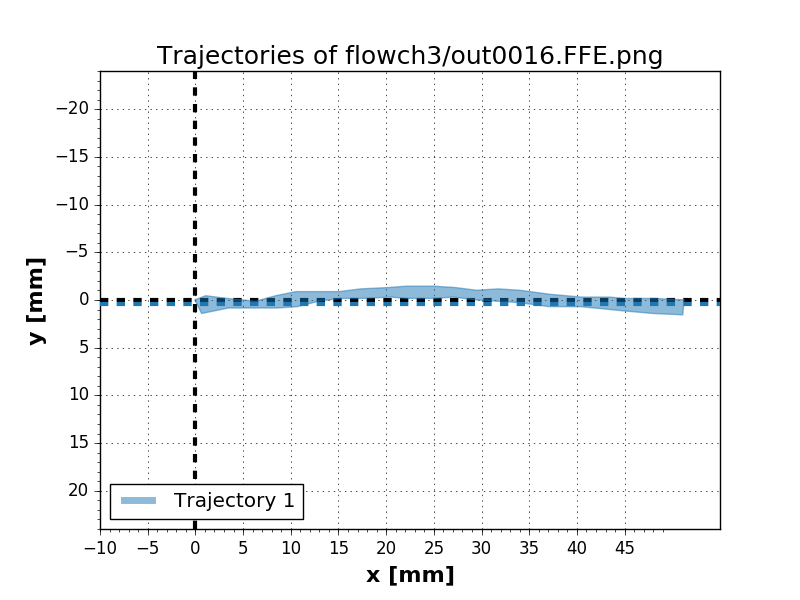 Trajectories of flowch3/out0016.FFE.png
−20
−15
−10
−5
0
5
10
15
20
y [mm]
Trajectory 1
−10 −5 0 5 10 15 20 25 30 35 40 45
x [mm]